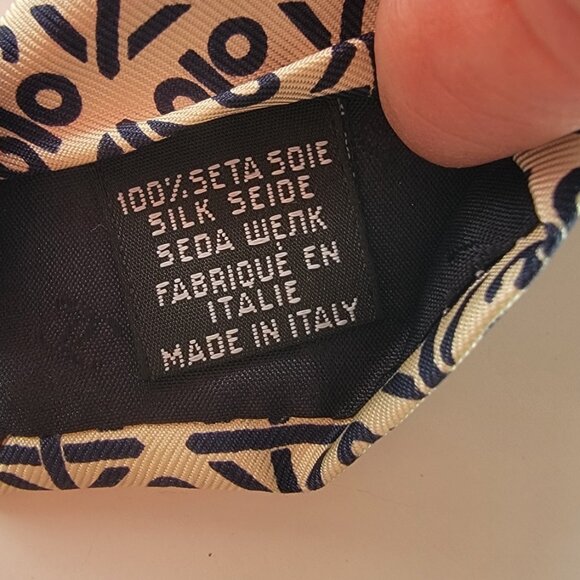 100% SETA SOIE
SILK SEIDE
SEDA ШЕЛК
FABRIQUÉ EN
ITALIE
MADE IN ITALY